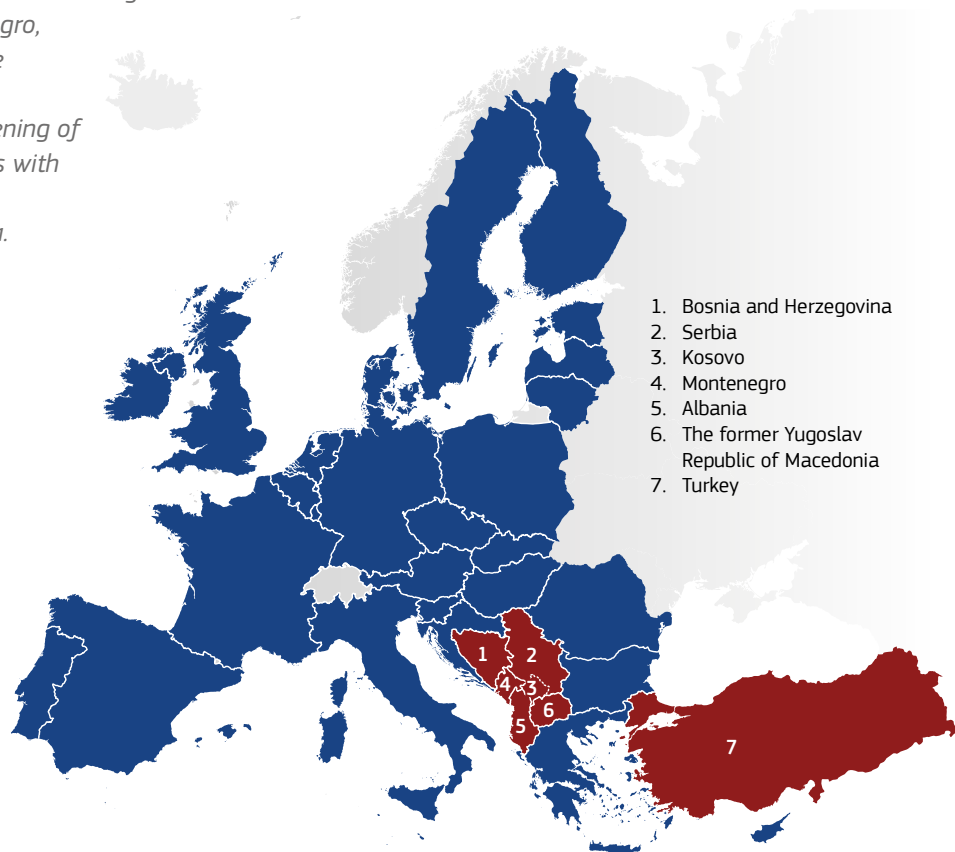 gro,
e
ening of
s with
.
1. Bosnia and Herzegovina
2. Serbia
3. Kosovo
4. Montenegro
5. Albania
6. The former Yugoslav
Republic of Macedonia
7. Turkey
1
2
4
3
6
5
7